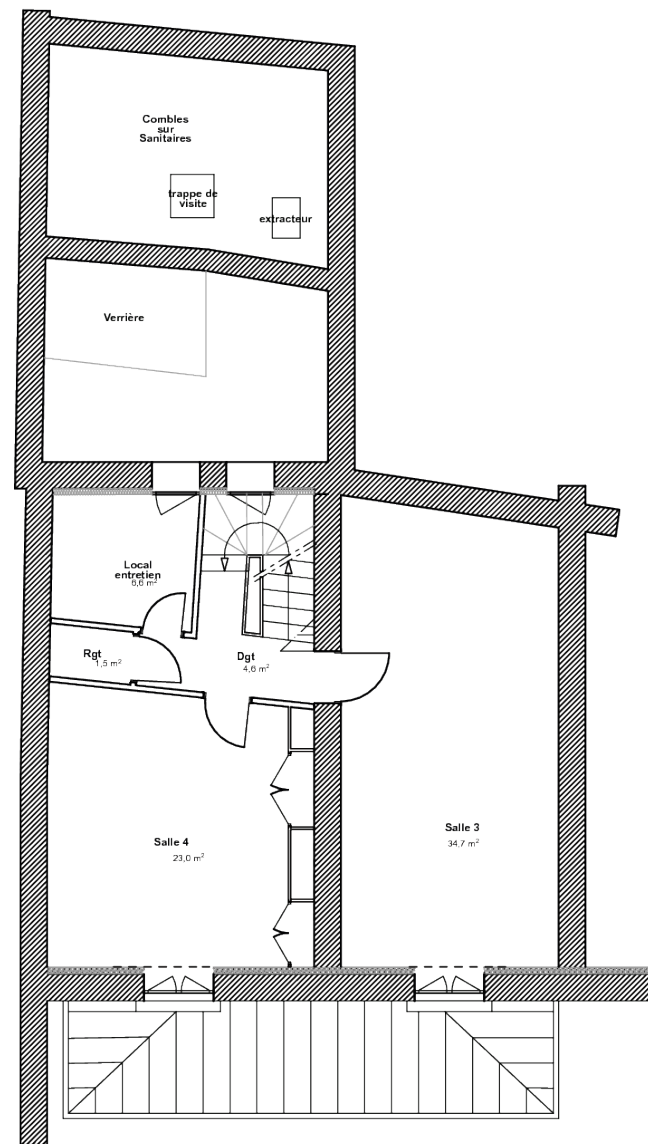 Combles
sur
Sanitaires
trappe de
visite
extracteur
Verrière
Local
entretien
6,6 m²
Rgt
1,5 m²
Dgt
4,6 m²
Salle 4
23,0 m²
Salle 3
34,7 m²